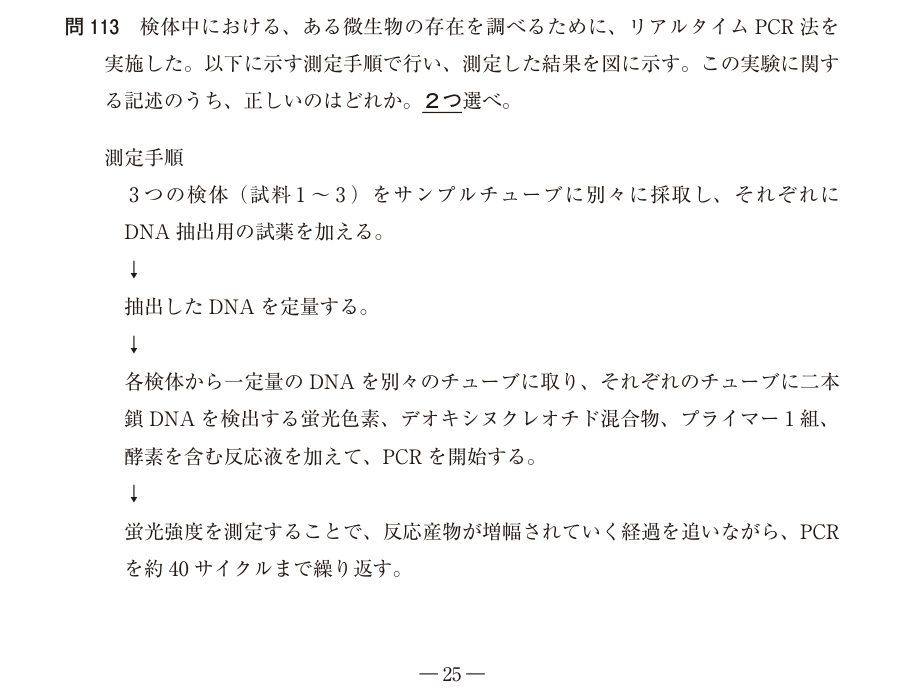 問 113　検体中における、ある微生物の存在を調べるために、リアルタイム PCR 法を
実施した。以下に示す測定手順で行い、測定した結果を図に示す。この実験に関す
る記述のうち、正しいのはどれか。２つ選べ。
測定手順
３つの検体（試料１～３）をサンプルチューブに別々に採取し、それぞれに
DNA 抽出用の試薬を加える。
↓
抽出した DNA を定量する。
↓
各検体から一定量の DNA を別々のチューブに取り、それぞれのチューブに二本
鎖 DNA を検出する蛍光色素、デオキシヌクレオチド混合物、プライマー１組、
酵素を含む反応液を加えて、PCR を開始する。
↓
蛍光強度を測定することで、反応産物が増幅されていく経過を追いながら、PCR
を約 40 サイクルまで繰り返す。
― 25 ―